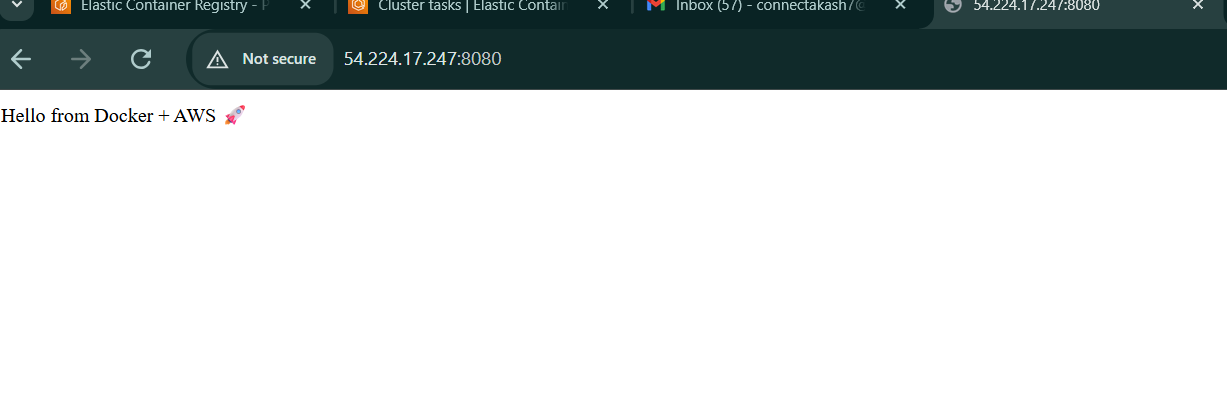 Elastic Container Registry - P
Cluster tasks | Elastic Contain
Inbox (57) - connectakash7@
54.224.17.247:8080
Not secure
54.224.17.247:8080
Hello from Docker + AWS 🚀